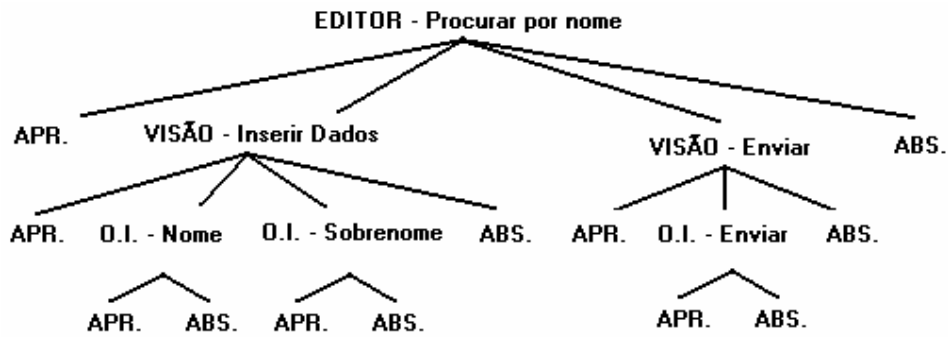 EDITOR - Procurar por nome
APR. VISÃO - Inserir Dados VISÃO - Enviar ABS.
APR. O.I. - Nome O.I. - Sobrenome ABS. APR. O.I. - Enviar ABS.
APR. ABS. APR. ABS. APR. ABS.